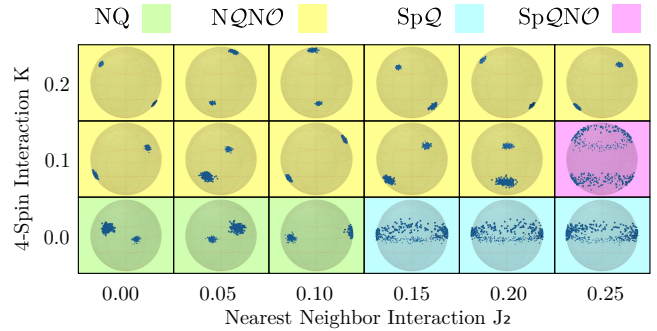 NQ N𝒬N𝒪 Sp𝒬 Sp𝒬N𝒪
4-Spin Interaction K
0.2
0.1
0.0
0.00 0.05 0.10 0.15 0.20 0.25
Nearest Neighbor Interaction J₂